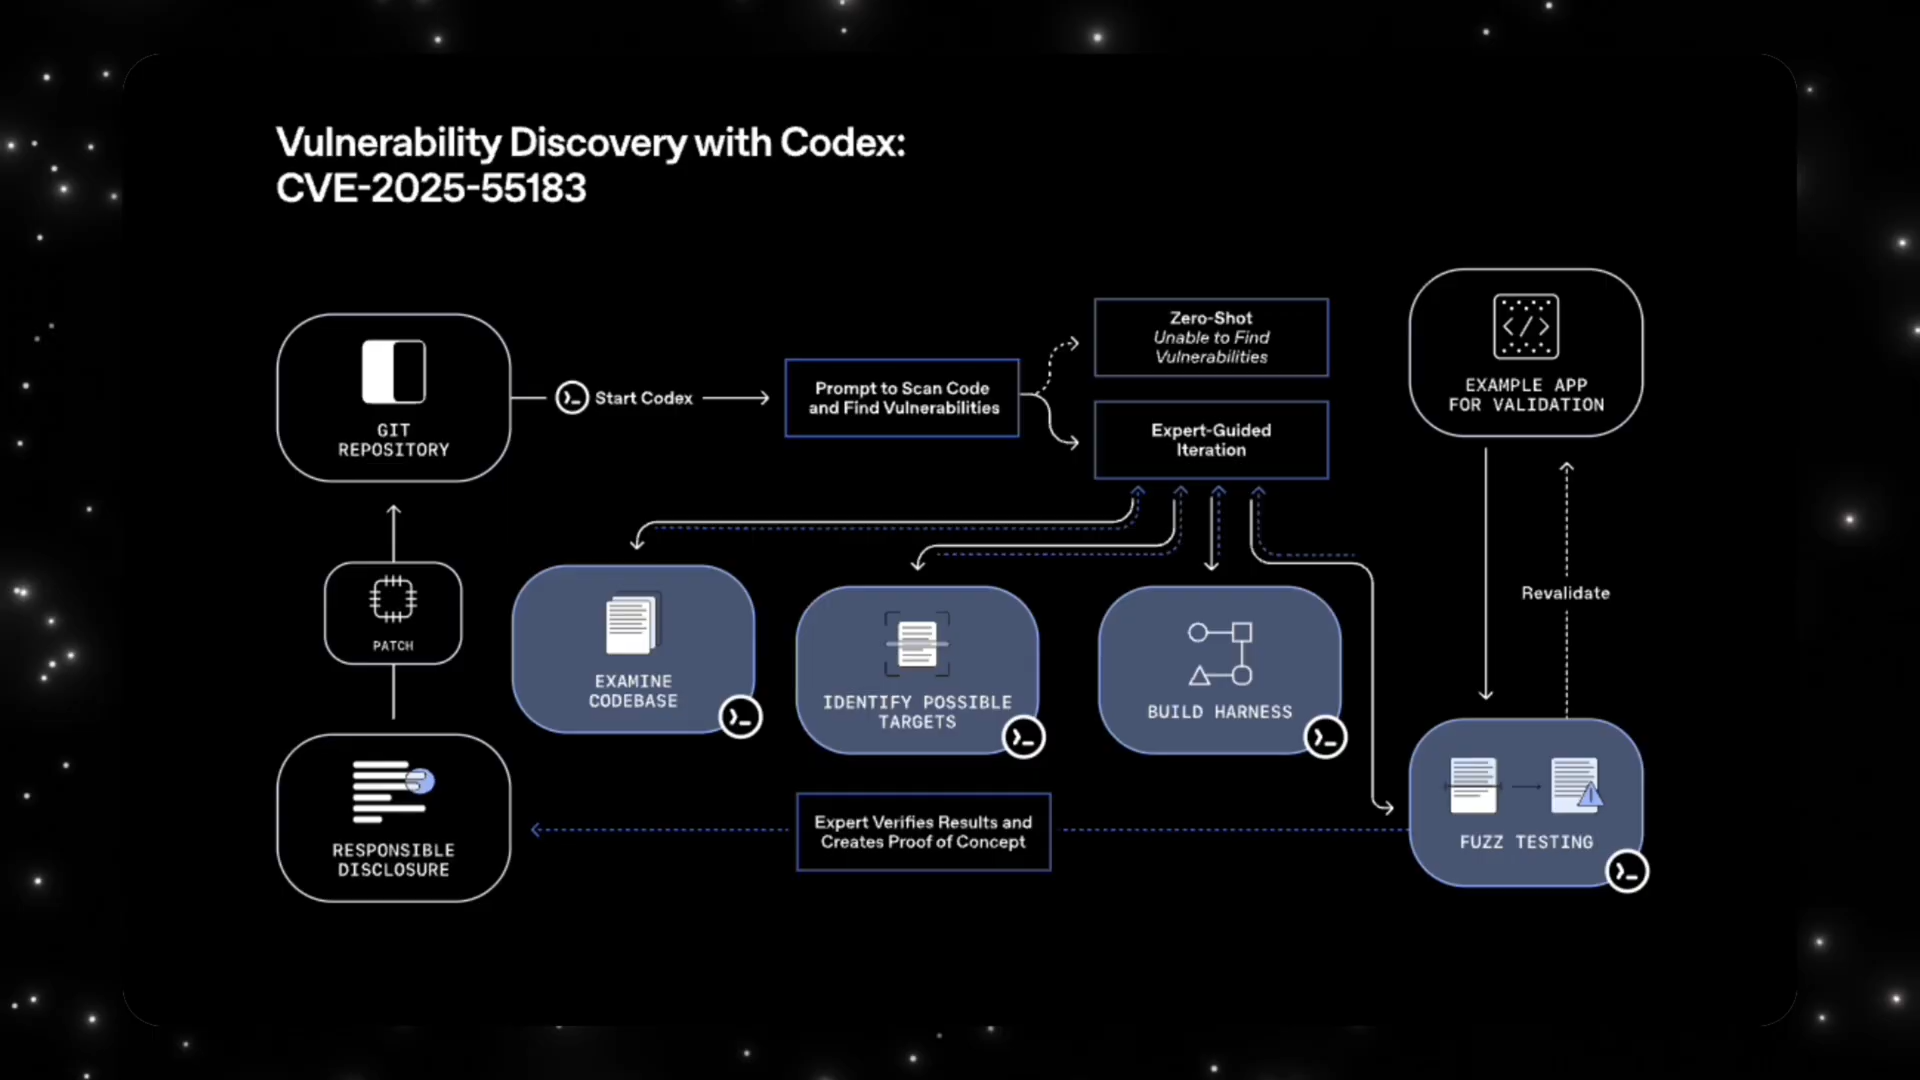 Vulnerability Discovery with Codex:
CVE-2025-55183
GIT
REPOSITORY
Start Codex
Prompt to Scan Code
and Find Vulnerabilities
Zero-Shot
Unable to Find
Vulnerabilities
Expert-Guided
Iteration
EXAMPLE APP
FOR VALIDATION
Revalidate
PATCH
EXAMINE
CODEBASE
IDENTIFY POSSIBLE
TARGETS
BUILD HARNESS
FUZZ TESTING
Expert Verifies Results and
Creates Proof of Concept
RESPONSIBLE
DISCLOSURE